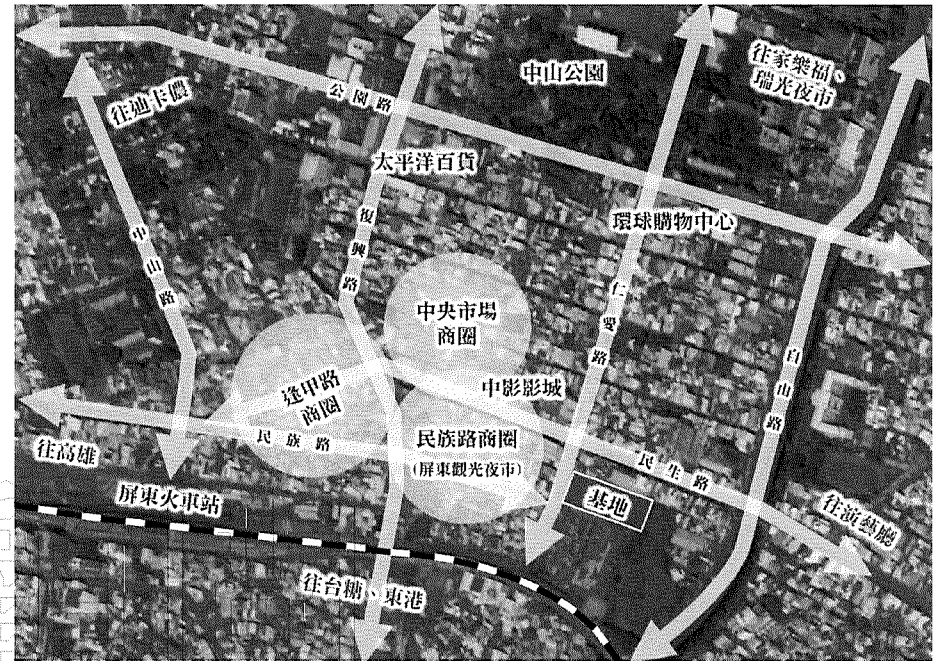 往家樂福、
瑞光夜市
中山公園
往迪卡儂
公園路
太平洋百貨
復興路
環球購物中心
中山路
中央市場
商圈
仁愛路
自由路
中影影城
逢甲路
商圈
民族路
民族路商圈
(屏東觀光夜市)
往高雄
民生路
屏東火車站
基地
往演藝廳
往台糖、東港